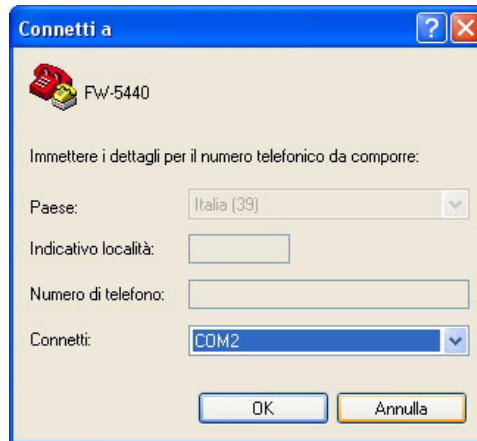 Connetti a
FW-5440
Immettere i dettagli per il numero telefonico da comporre:
Paese: Italia (39)
Indicativo località:
Numero di telefono:
Connetti: COM2
OK Annulla